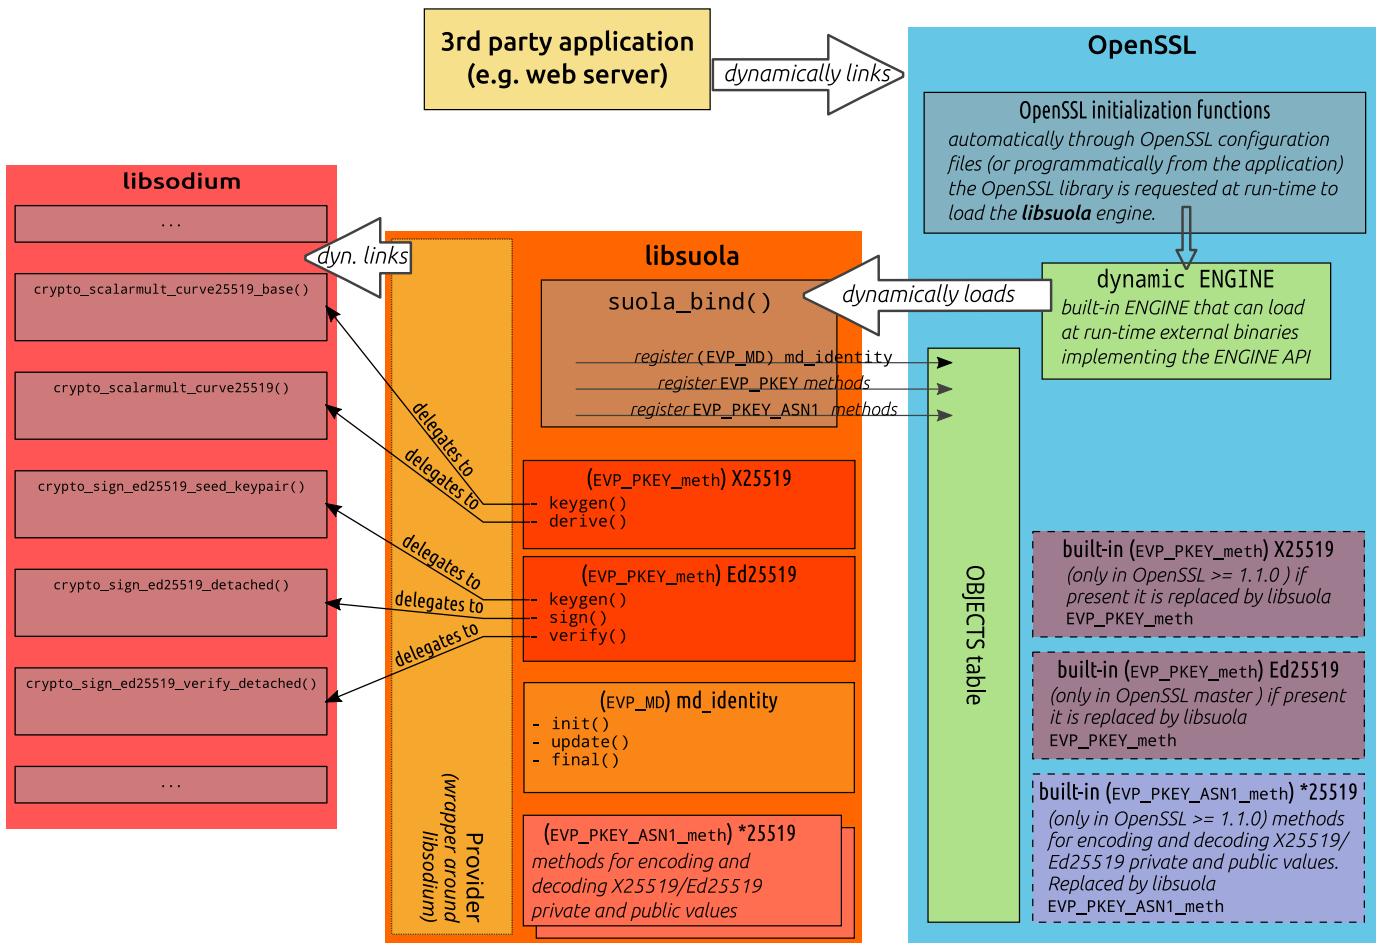 3rd party application
(e.g. web server)
dynamically links
OpenSSL
OpenSSL initialization functions
automatically through OpenSSL configuration
files (or programmatically from the application)
the OpenSSL library is requested at run-time to
load the libsuola engine.
dynamic ENGINE
built-in ENGINE that can load
at run-time external binaries
implementing the ENGINE API
dynamically loads
libsodium
...
crypto_scalarmult_curve25519_base()
crypto_scalarmult_curve25519()
crypto_sign_ed25519_seed_keypair()
crypto_sign_ed25519_detached()
crypto_sign_ed25519_verify_detached()
...
dyn. links
libsuola
suola_bind()
register (EVP_MD) md_identity
register EVP_PKEY methods
register EVP_PKEY_ASN1 methods
delegates to
delegates to
delegates to
delegates to
delegates to
(EVP_PKEY_meth) X25519
- keygen()
- derive()
(EVP_PKEY_meth) Ed25519
- keygen()
- sign()
- verify()
(EVP_MD) md_identity
- init()
- update()
- final()
(EVP_PKEY_ASN1_meth) *25519
methods for encoding and
decoding X25519/Ed25519
private and public values
Provider
(wrapper around
libsodium)
OBJECTS table
built-in (EVP_PKEY_meth) X25519
(only in OpenSSL >= 1.1.0 ) if
present it is replaced by libsuola
EVP_PKEY_meth
built-in (EVP_PKEY_meth) Ed25519
(only in OpenSSL master ) if present
it is replaced by libsuola
EVP_PKEY_meth
built-in (EVP_PKEY_ASN1_meth) *25519
(only in OpenSSL >= 1.1.0) methods
for encoding and decoding X25519/
Ed25519 private and public values.
Replaced by libsuola
EVP_PKEY_ASN1_meth